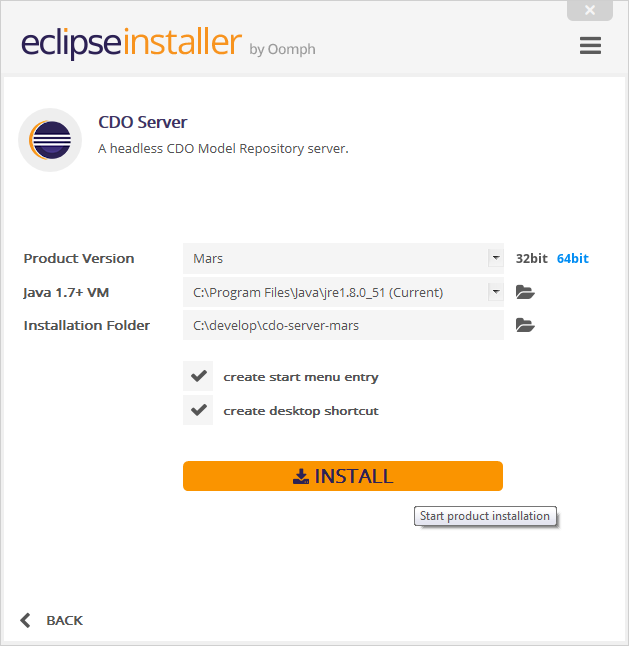 eclipseinstaller by Oomph
CDO Server
A headless CDO Model Repository server.
Product Version Mars 32bit 64bit
Java 1.7+ VM C:\Program Files\Java\jre1.8.0_51 (Current)
Installation Folder C:\develop\cdo-server-mars
create start menu entry
create desktop shortcut
INSTALL
Start product installation
BACK